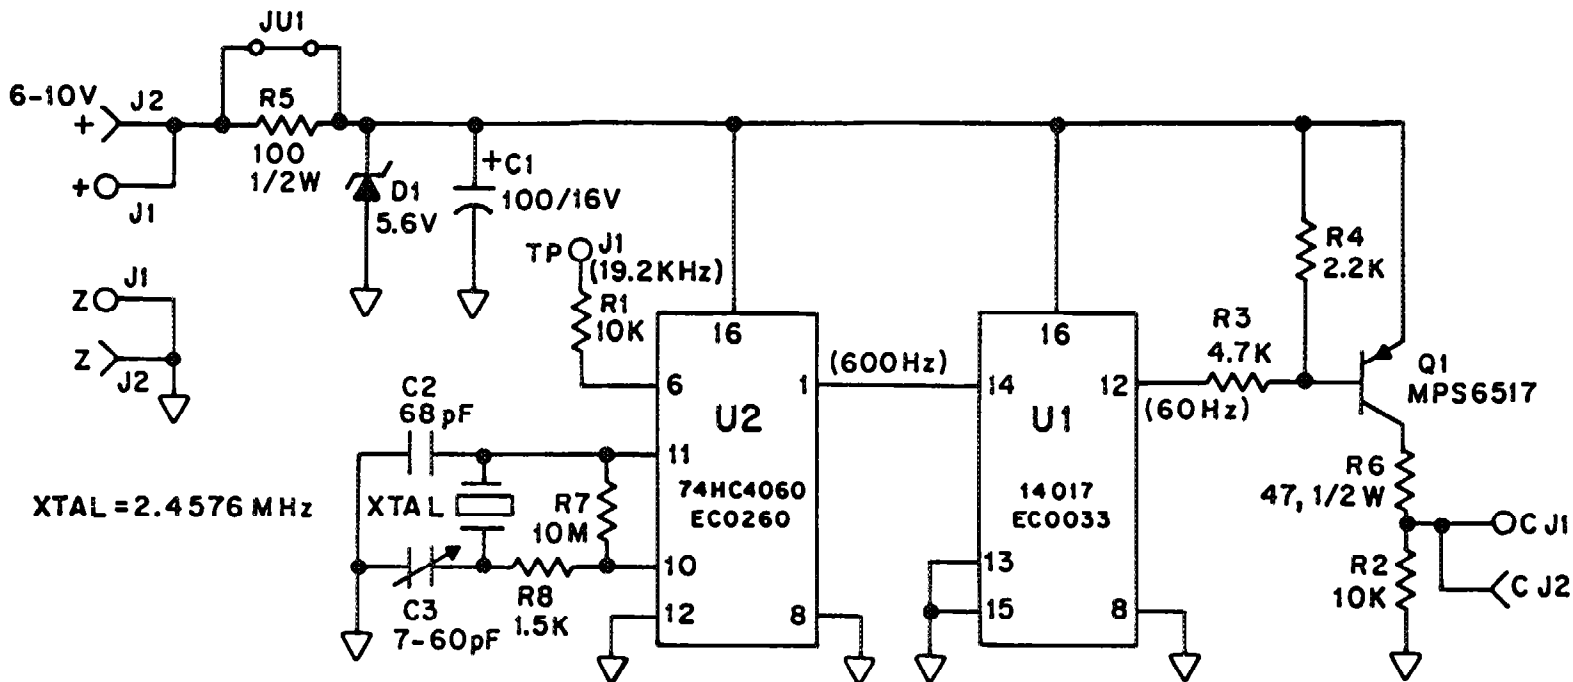 JU1
6-10V
J2
R5
+
100
1/2W
+
J1
D1
5.6V
+C1
100/16V
TP
J1
(19.2KHz)
R1
10K
R4
2.2K
Z
J1
Z
J2
16
16
R3
4.7K
6
1
(600Hz)
14
12
(60Hz)
Q1
MPS6517
U2
U1
C2
68pF
11
XTAL=2.4576MHz
XTAL
R7
10M
74HC4060
EC0260
14017
EC0033
R6
47, 1/2W
C J1
10
13
C3
7-60pF
R8
1.5K
12
8
15
8
R2
10K
C J2